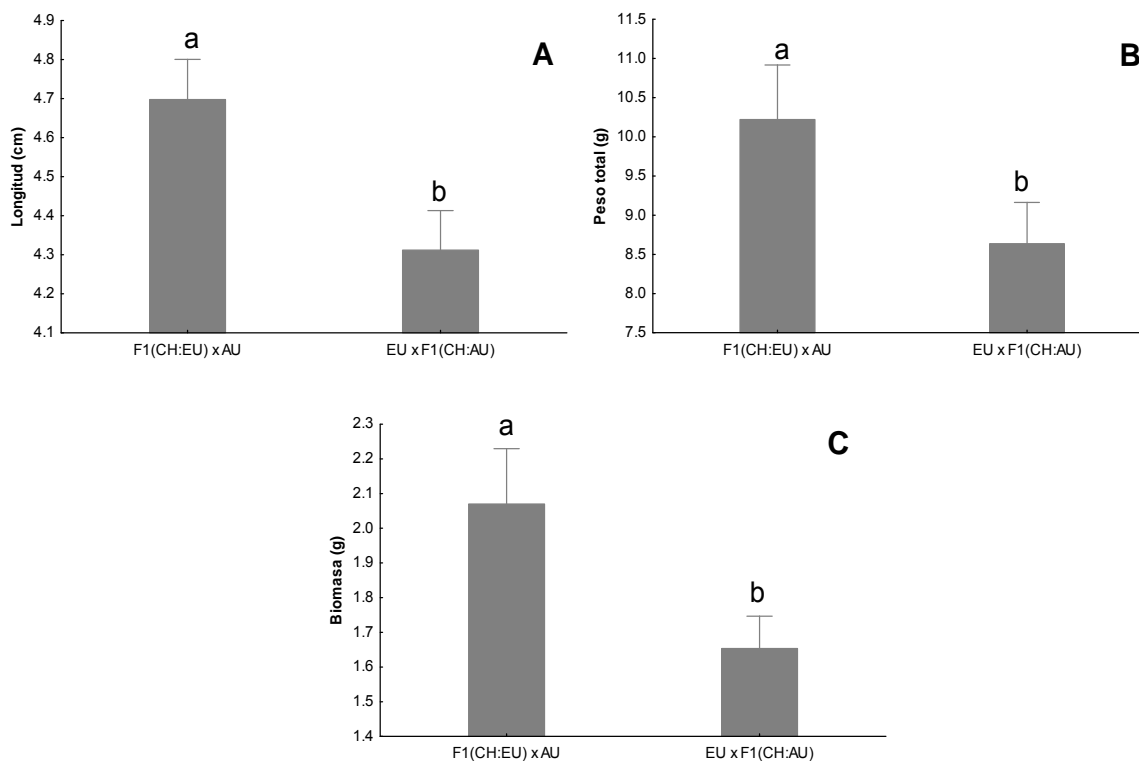 A
Longitud (cm)
4.9
4.8
4.7
4.6
4.5
4.4
4.3
4.2
4.1
a
b
F1(CH:EU) x AU
EU x F1(CH:AU)
B
Peso total (g)
11.5
11.0
10.5
10.0
9.5
9.0
8.5
8.0
7.5
a
b
F1(CH:EU) x AU
EU x F1(CH:AU)
C
Biomasa (g)
2.3
2.2
2.1
2.0
1.9
1.8
1.7
1.6
1.5
1.4
a
b
F1(CH:EU) x AU
EU x F1(CH:AU)